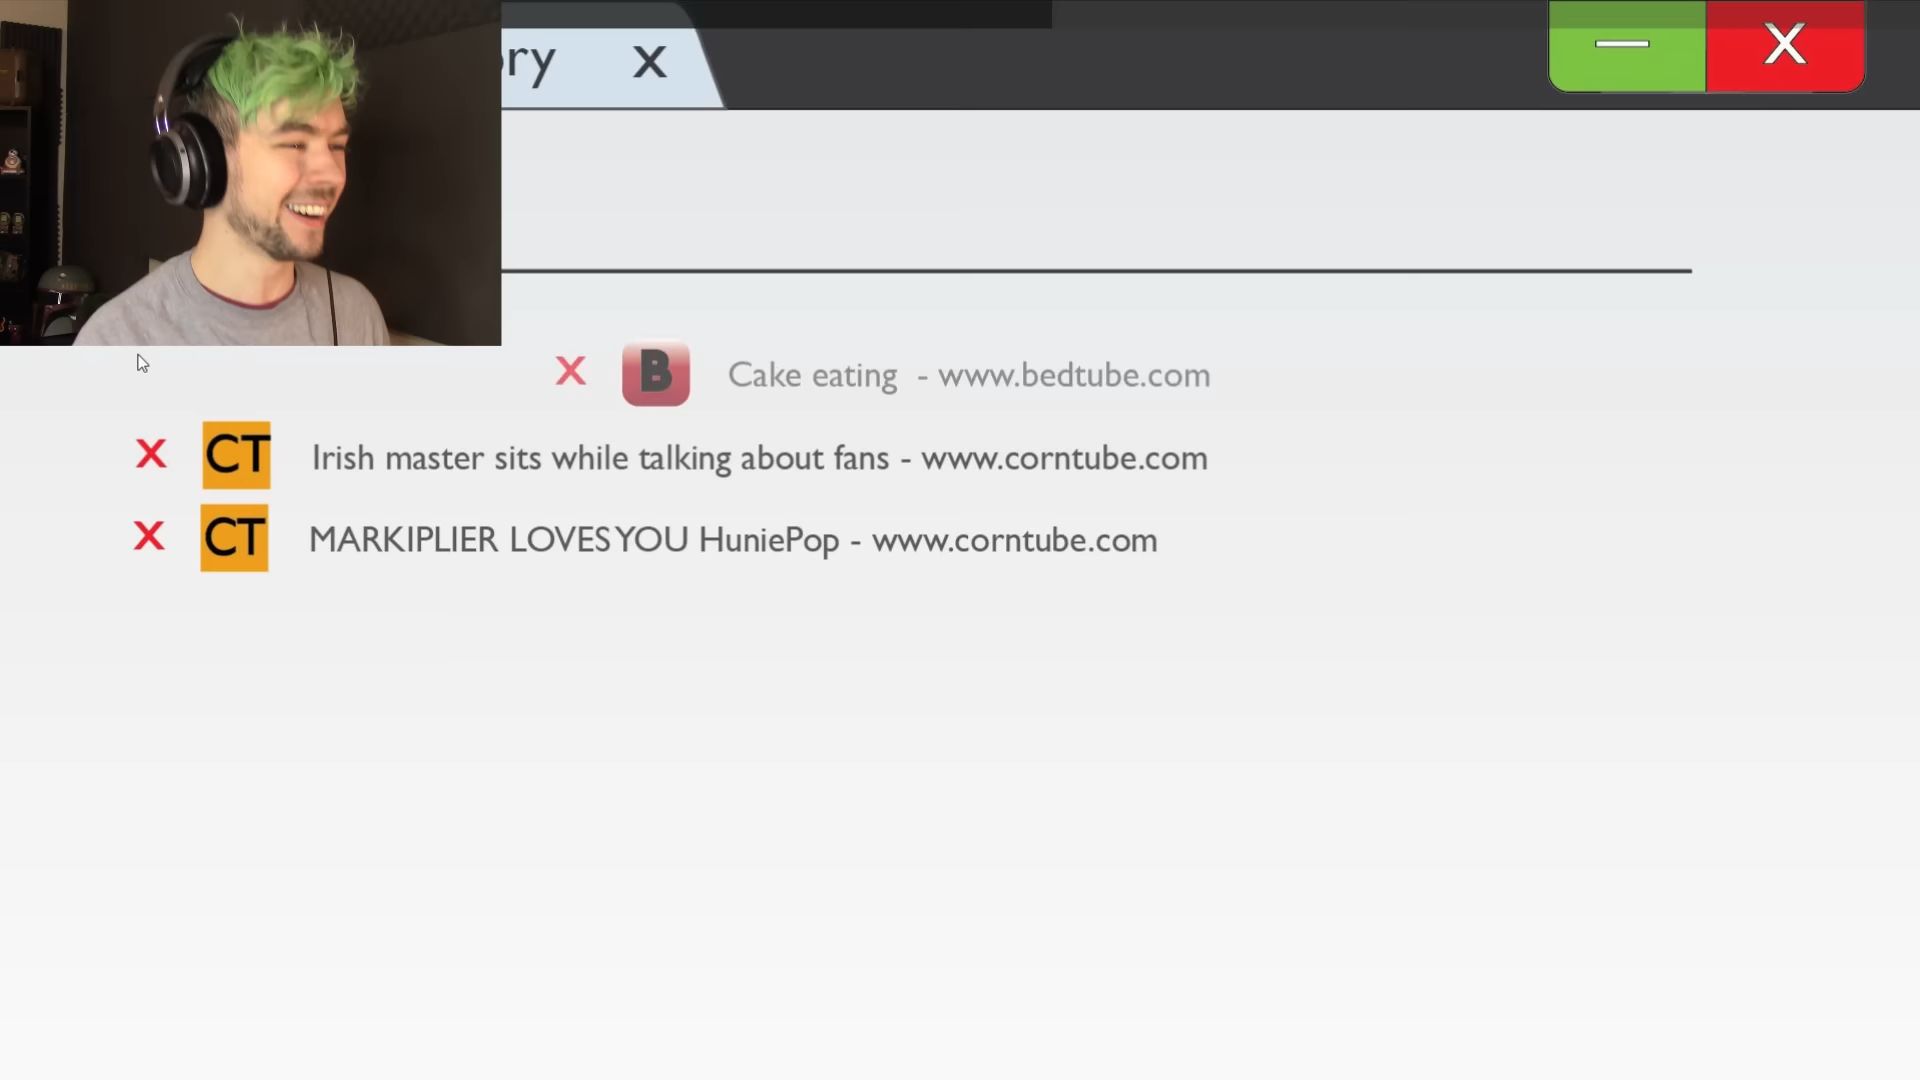 ry X
X
X B Cake eating - www.bedtube.com
X CT Irish master sits while talking about fans - www.corntube.com
X CT MARKIPLIER LOVES YOU HuniePop - www.corntube.com